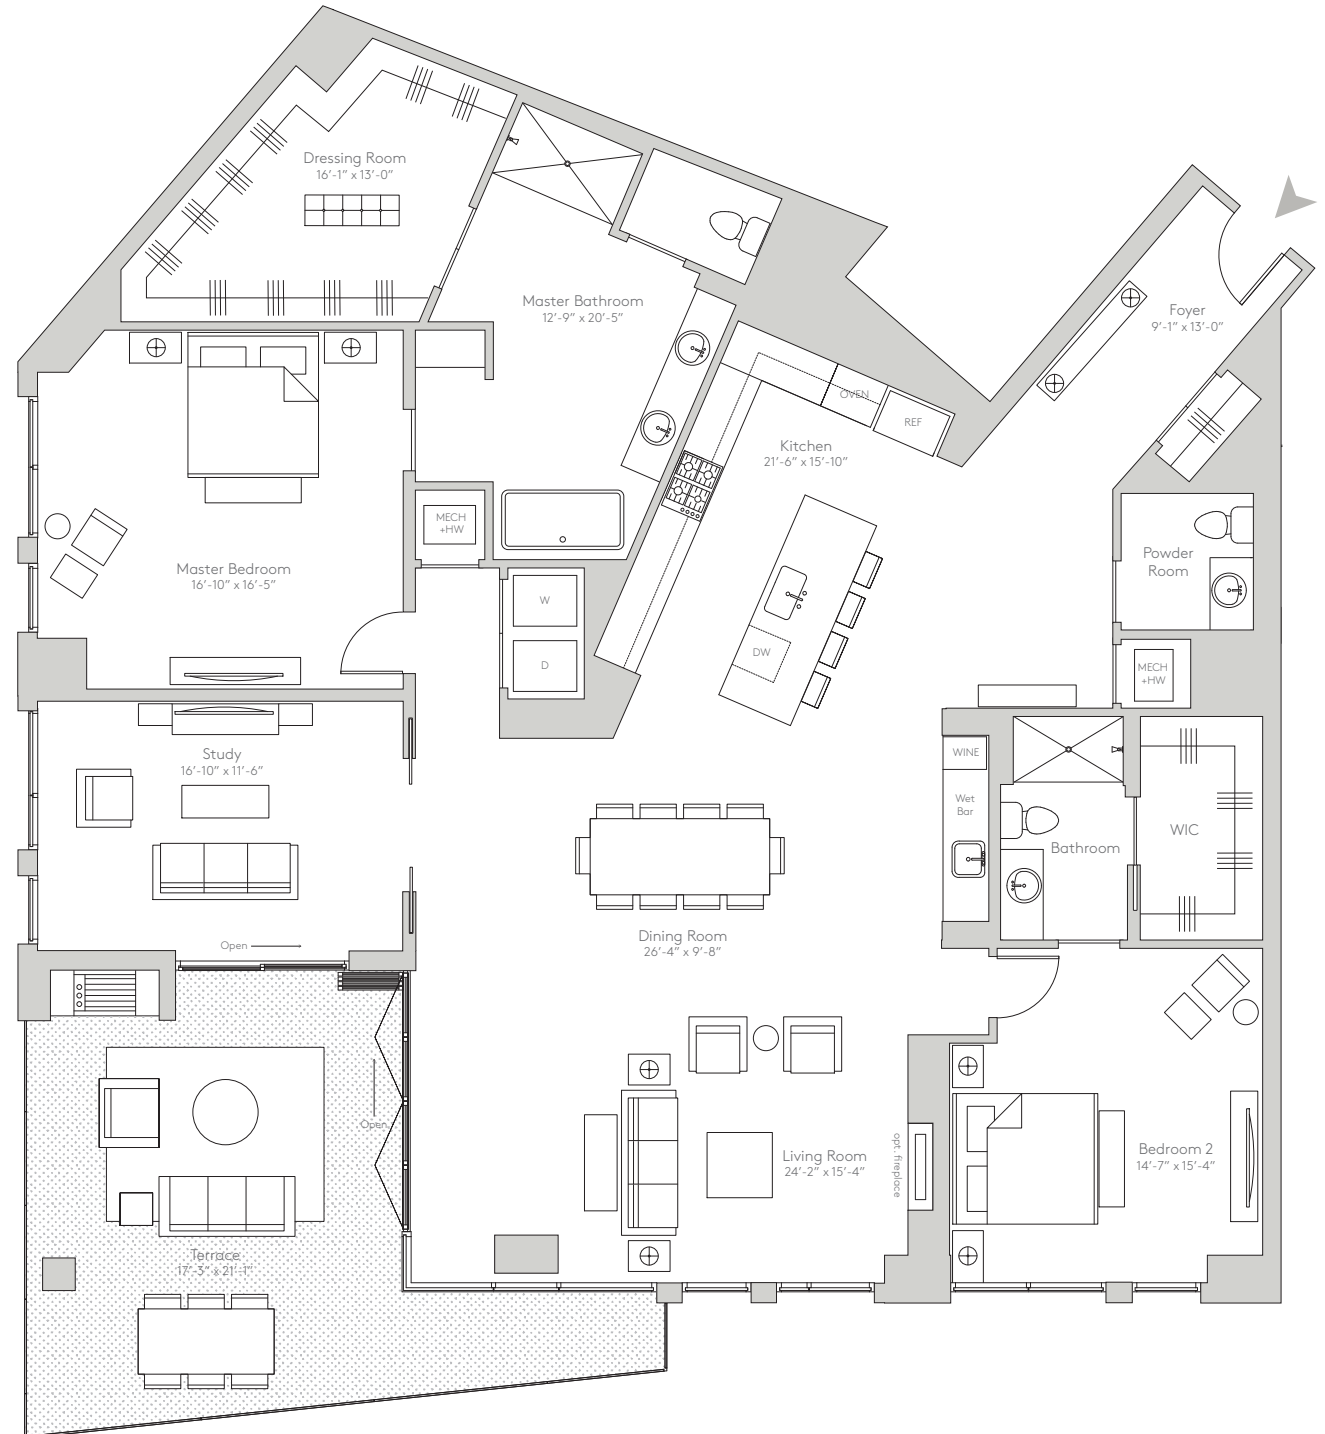 Dressing Room
16'-1" x 13'-0"
Master Bathroom
12'-9" x 20'-5"
Foyer
9'-1" x 13'-0"
OVEN
REF
Kitchen
21'-6" x 15'-10"
MECH
+HW
Master Bedroom
16'-10" x 16'-5"
Powder
Room
W
D
DW
MECH
+HW
Study
16'-10" x 11'-6"
WINE
Wet
Bar
WIC
Bathroom
Open
Dining Room
26'-4" x 9'-8"
Open
opt. fireplace
Living Room
24'-2" x 15'-4"
Bedroom 2
14'-7" x 15'-4"
Terrace
17'-3" x 21'-1"